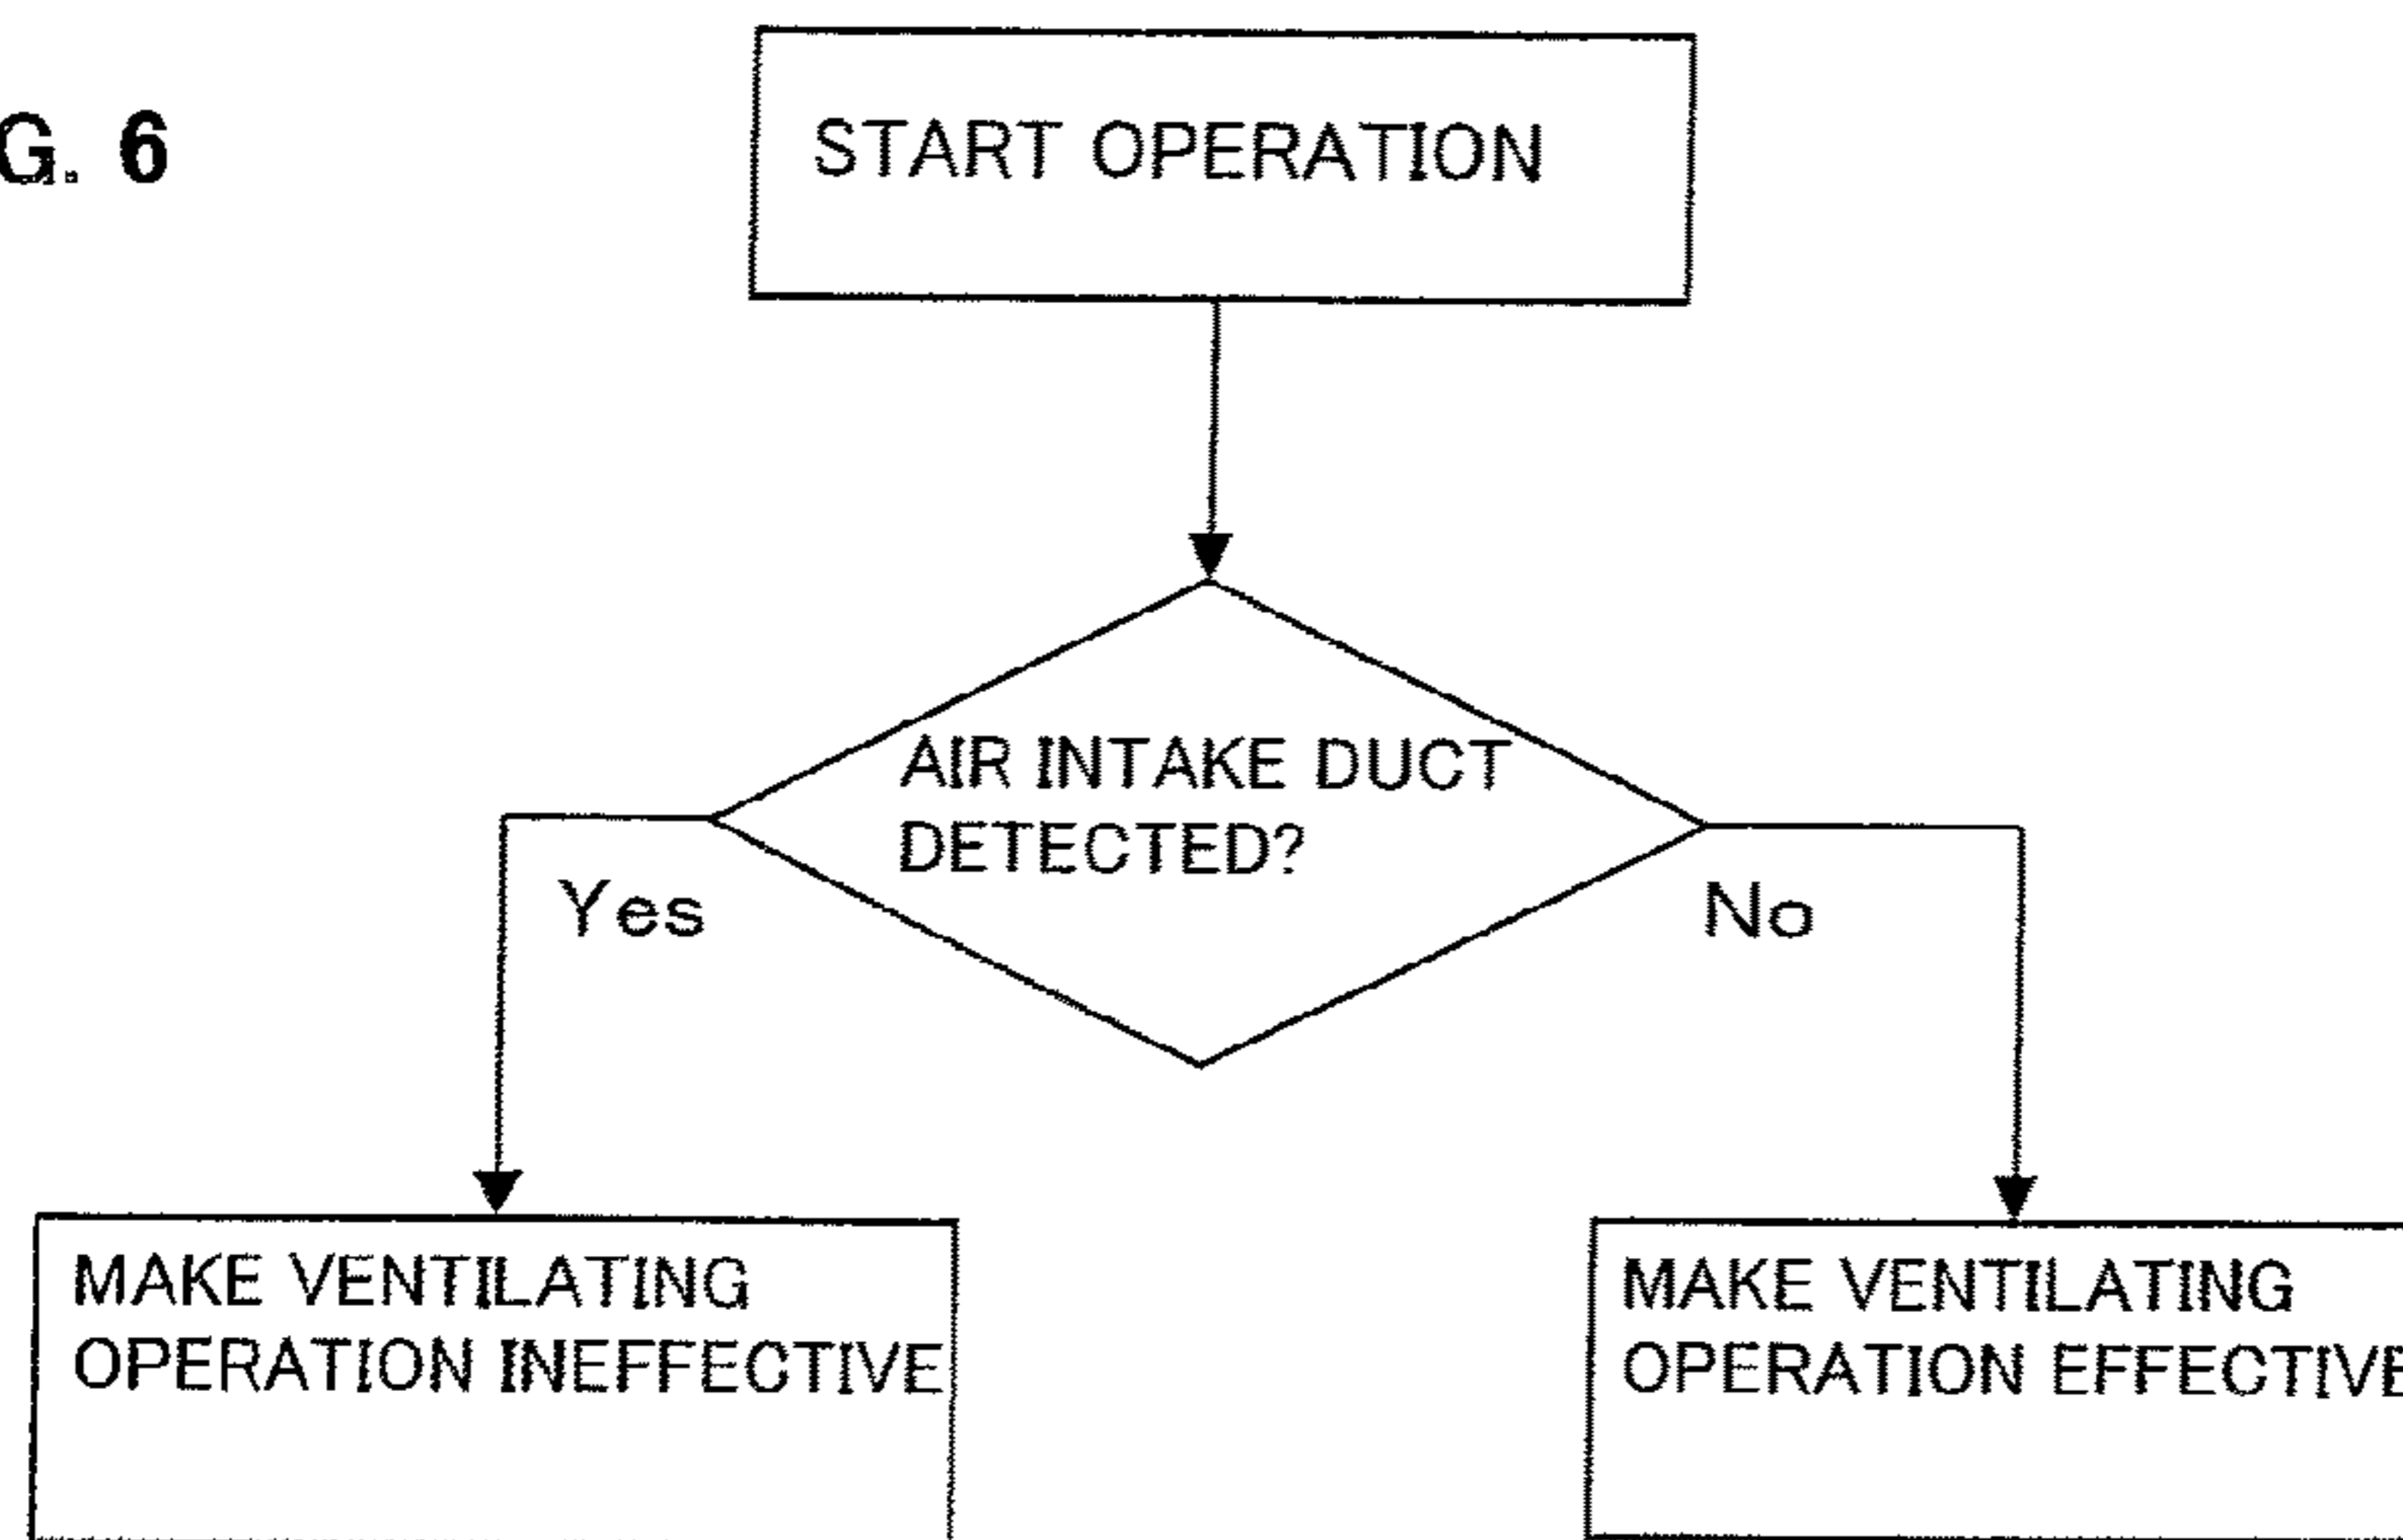 G. 6
START OPERATION
AIR INTAKE DUCT
DETECTED?
Yes
No
MAKE VENTILATING
OPERATION INEFFECTIVE
MAKE VENTILATING
OPERATION EFFECTIVE